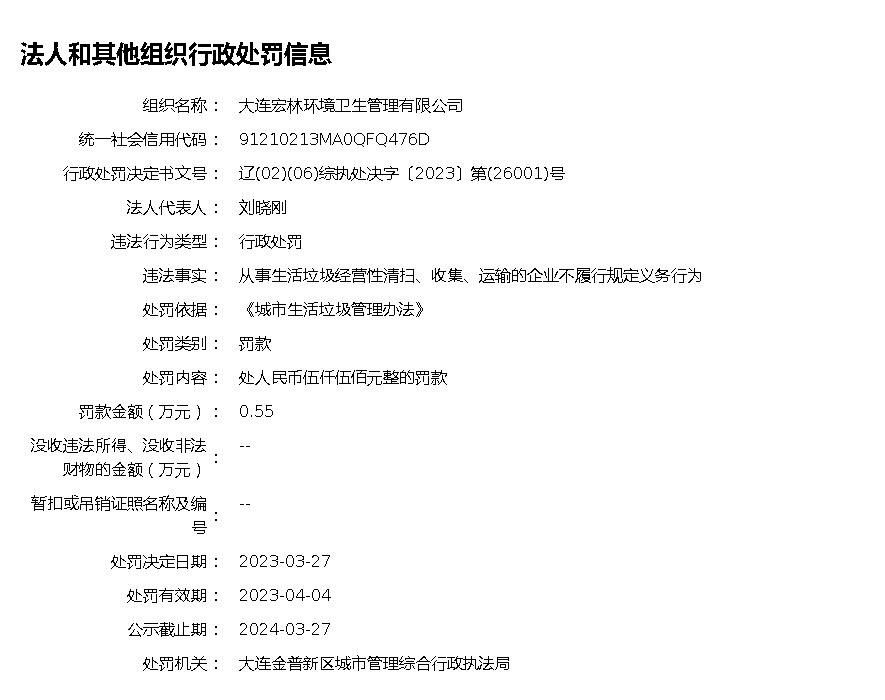 法人和其他组织行政处罚信息
组织名称： 大连宏林环境卫生管理有限公司
统一社会信用代码： 91210213MA0QFQ476D
行政处罚决定书文号： 辽(02)(06)综执处决字〔2023〕第(26001)号
法人代表人： 刘晓刚
违法行为类型： 行政处罚
违法事实： 从事生活垃圾经营性清扫、收集、运输的企业不履行规定义务行为
处罚依据： 《城市生活垃圾管理办法》
处罚类别： 罚款
处罚内容： 处人民币伍仟伍佰元整的罚款
罚款金额（万元）： 0.55
没收违法所得、没收非法
财物的金额（万元）： --
暂扣或吊销证照名称及编
号： --
处罚决定日期： 2023-03-27
处罚有效期： 2023-04-04
公示截止期： 2024-03-27
处罚机关： 大连金普新区城市管理综合行政执法局